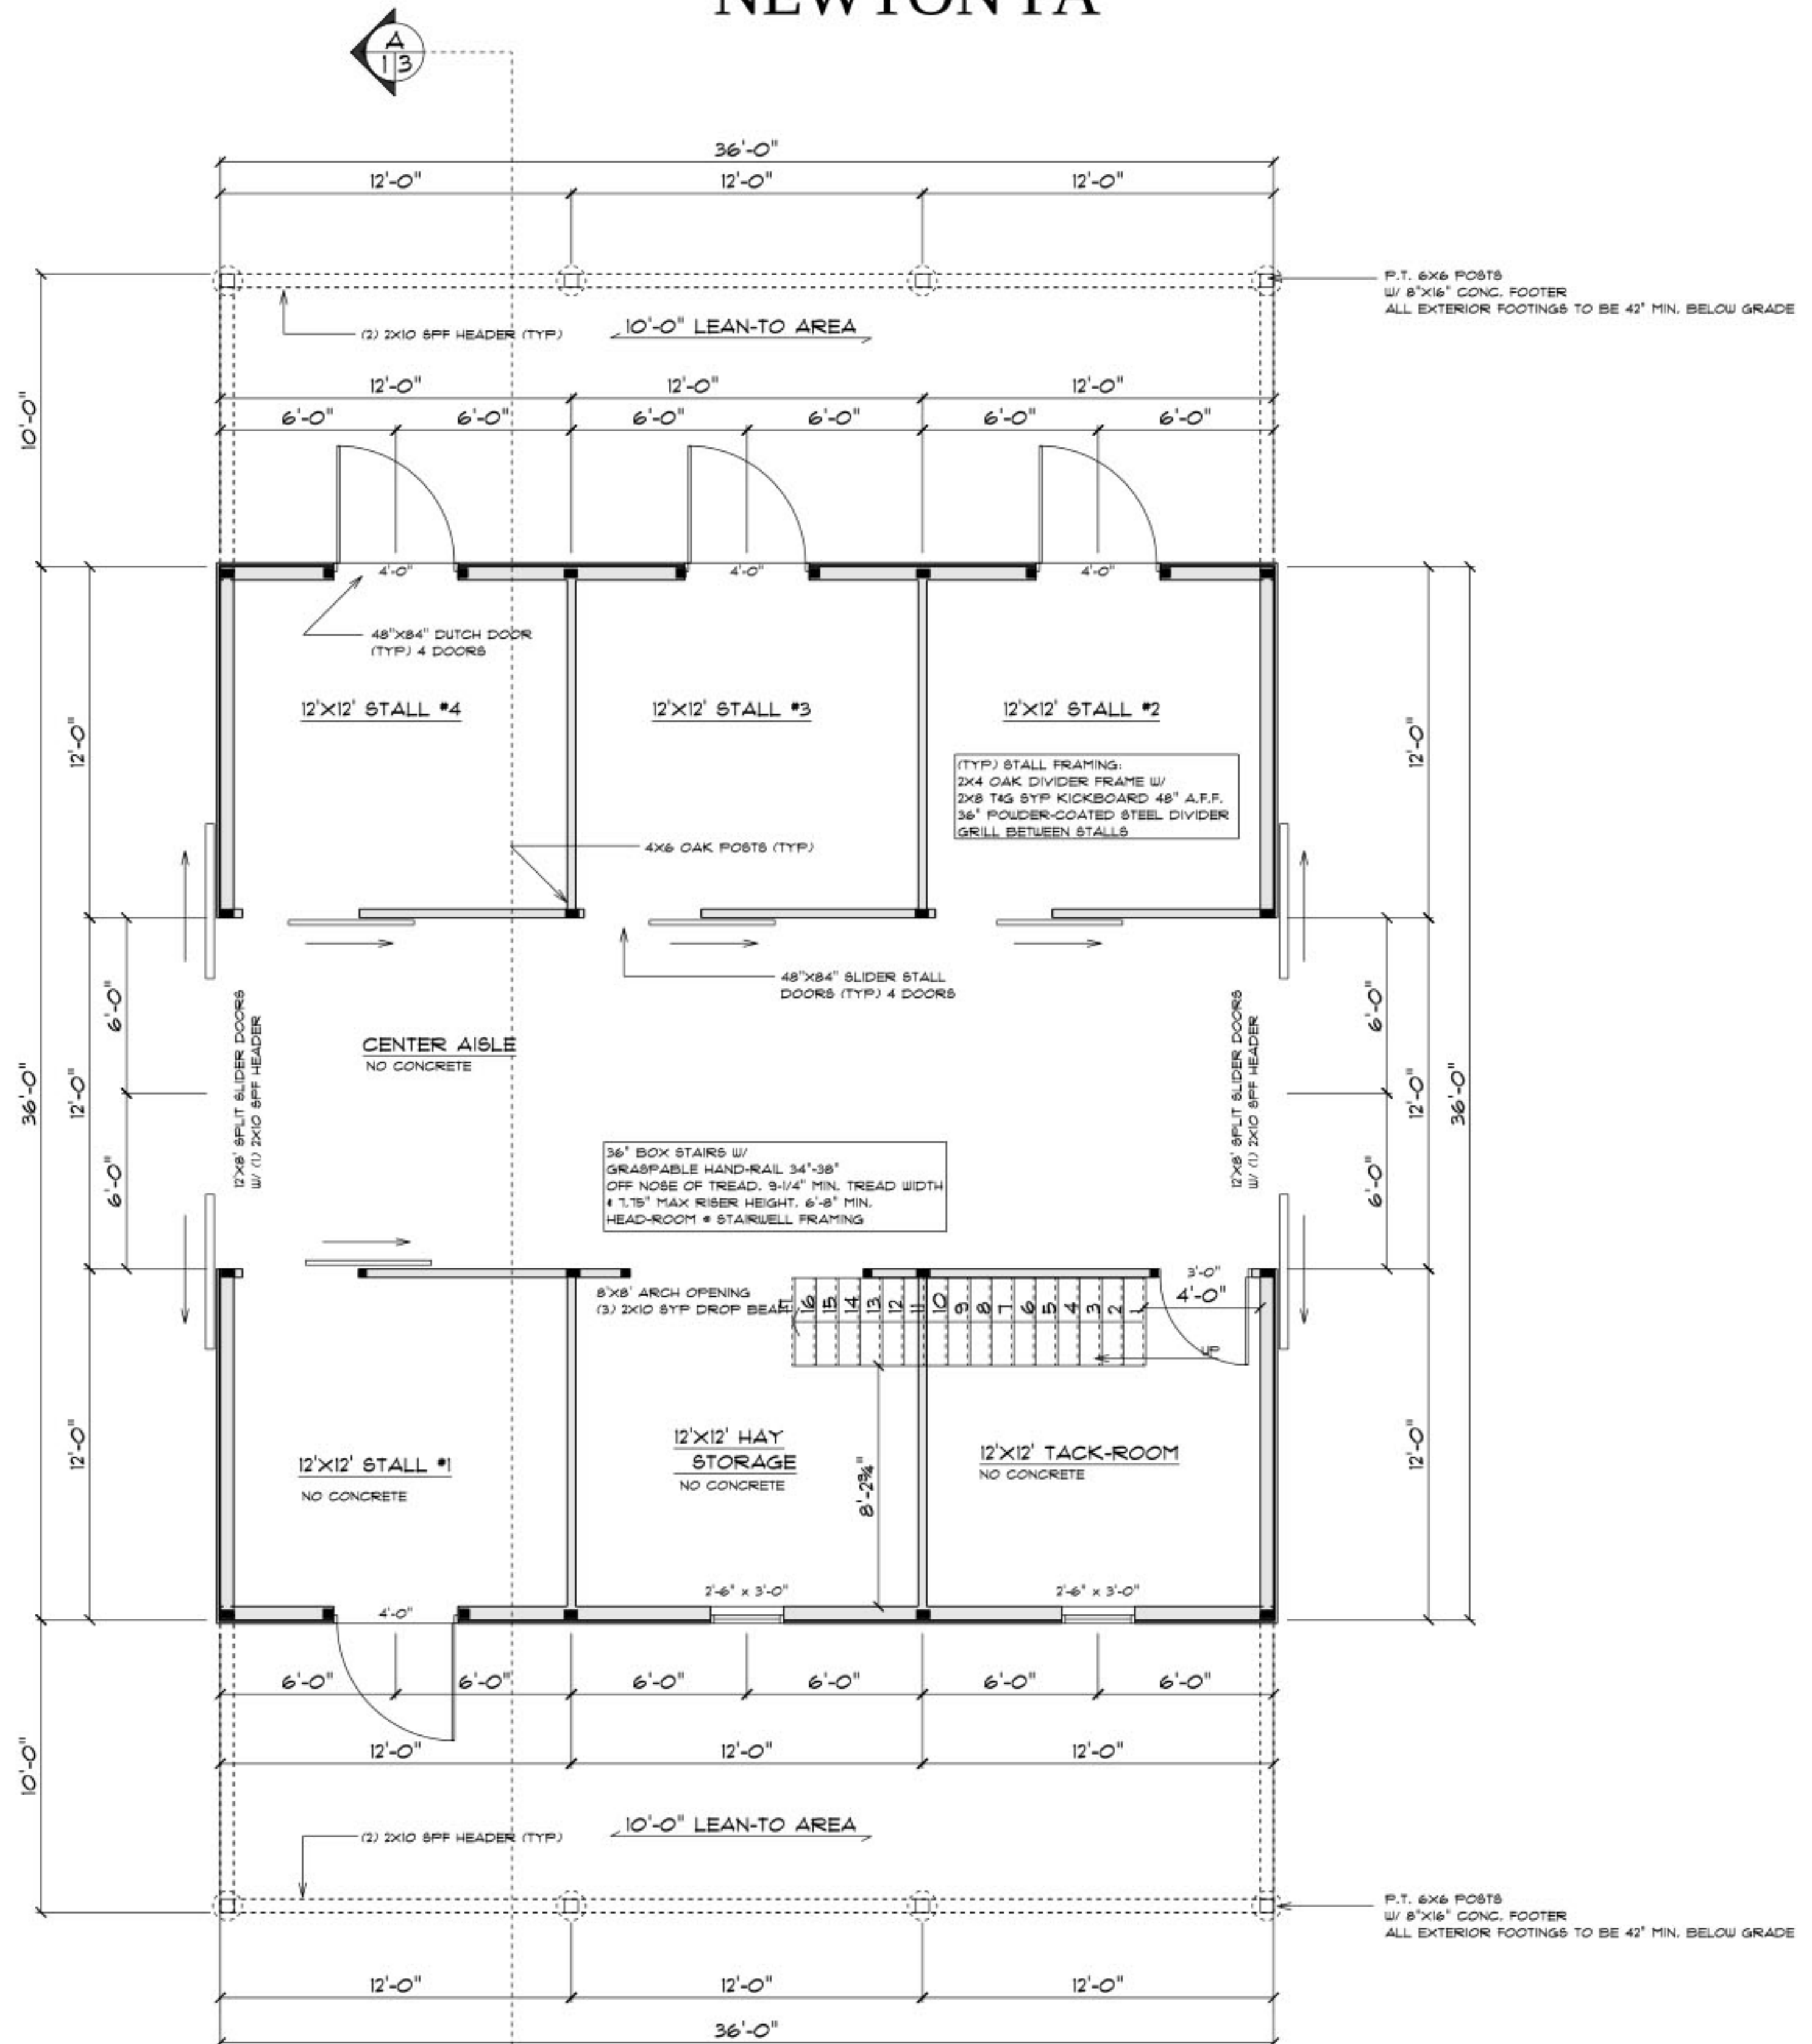 NEWTON PA
A
1 3
36'-0"
12'-0" 12'-0" 12'-0"
P.T. 6X6 POSTS
W/ 8"X16" CONC. FOOTER
ALL EXTERIOR FOOTINGS TO BE 42" MIN. BELOW GRADE
(2) 2X10 SPF HEADER (TYP)
10'-0" LEAN-TO AREA
10'-0"
12'-0" 12'-0" 12'-0"
6'-0" 6'-0" 6'-0" 6'-0" 6'-0" 6'-0"
4'-0" 4'-0" 4'-0"
48"X84" DUTCH DOOR
(TYP) 4 DOORS
12'X12' STALL #4
12'X12' STALL #3
12'X12' STALL #2
12'-0"
12'-0"
(TYP) STALL FRAMING:
2X4 OAK DIVIDER FRAME W/
2X8 T&G SYP KICKBOARD 48" A.F.F.
36" POWDER-COATED STEEL DIVIDER
GRILL BETWEEN STALLS
4X6 OAK POSTS (TYP)
48"X84" SLIDER STALL
DOORS (TYP) 4 DOORS
6'-0"
6'-0"
12'X8' SPLIT SLIDER DOORS
W/ (1) 2X10 SPF HEADER
12'X8' SPLIT SLIDER DOORS
W/ (1) 2X10 SPF HEADER
CENTER AISLE
NO CONCRETE
36'-0"
12'-0"
12'-0"
36'-0"
6'-0"
6'-0"
36" BOX STAIRS W/
GRASPABLE HAND-RAIL 34"-38"
OFF NOSE OF TREAD, 9-1/4" MIN. TREAD WIDTH
& 7.75" MAX RISER HEIGHT, 6'-8" MIN.
HEAD-ROOM @ STAIRWELL FRAMING
8'X8' ARCH OPENING
(3) 2X10 SYP DROP BEAM
17 16 15 14 13 12 11 10 9 8 7 6 5 4 3 2 1
3'-0"
4'-0"
UP
12'-0"
12'-0"
12'X12' STALL #1
NO CONCRETE
12'X12' HAY
STORAGE
NO CONCRETE
8'-2¾"
12'X12' TACK-ROOM
NO CONCRETE
4'-0"
2'-6" x 3'-0"
2'-6" x 3'-0"
6'-0" 6'-0" 6'-0" 6'-0" 6'-0" 6'-0"
12'-0" 12'-0" 12'-0"
10'-0"
(2) 2X10 SPF HEADER (TYP)
10'-0" LEAN-TO AREA
P.T. 6X6 POSTS
W/ 8"X16" CONC. FOOTER
ALL EXTERIOR FOOTINGS TO BE 42" MIN. BELOW GRADE
12'-0" 12'-0" 12'-0"
36'-0"